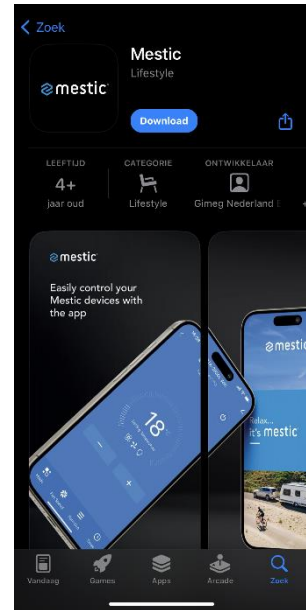 Zoek
Mestic
Lifestyle
mestic
Download
LEEFTIJD
CATEGORIE
ONTWIKKELAAR
4+
jaar oud
Lifestyle
Gimeg Nederland
mestic
Easily control your
Mestic devices with
the app
18
mestic
Relax...
it's mestic
Vandaag
Games
Apps
Arcade
Zoek